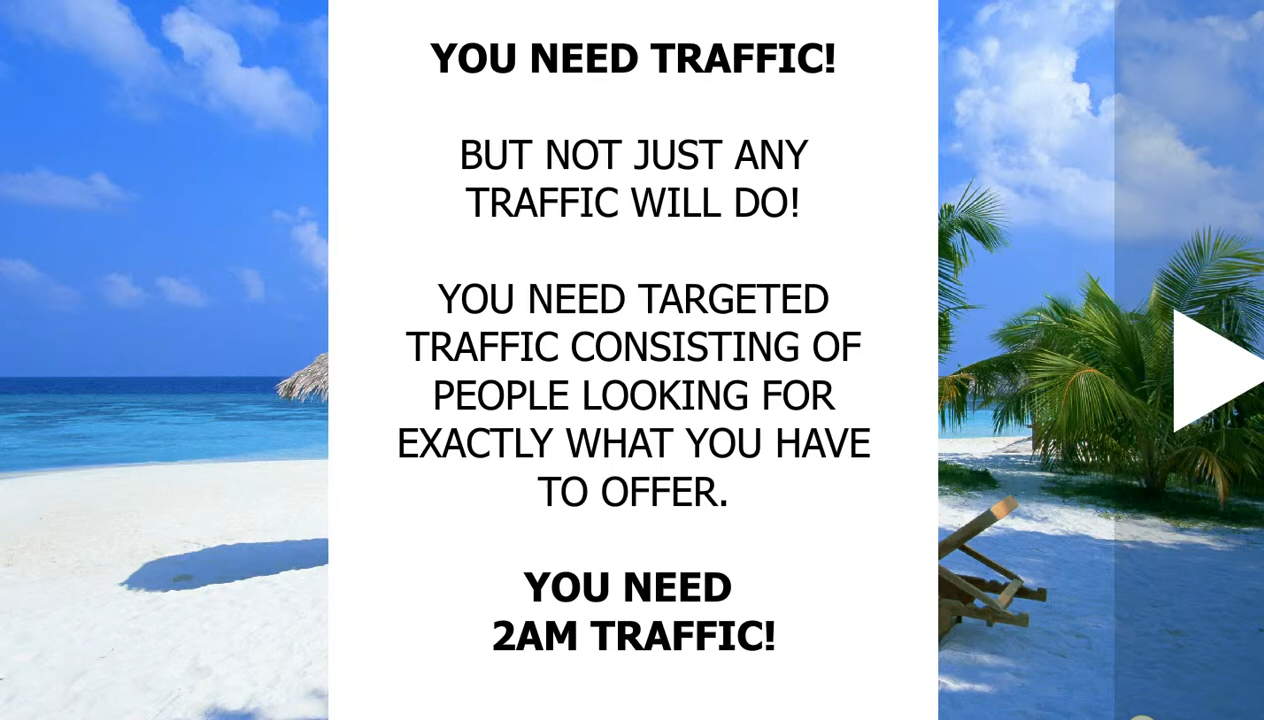 YOU NEED TRAFFIC!
BUT NOT JUST ANY
TRAFFIC WILL DO!
YOU NEED TARGETED
TRAFFIC CONSISTING OF
PEOPLE LOOKING FOR
EXACTLY WHAT YOU HAVE
TO OFFER.
YOU NEED
2AM TRAFFIC!